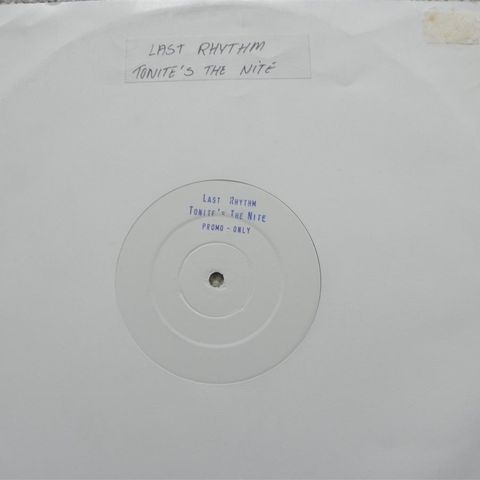 LAST RHYTHM
TONITE'S THE NITE
LAST RHYTHM
TONITE'S THE NITE
PROMO - ONLY